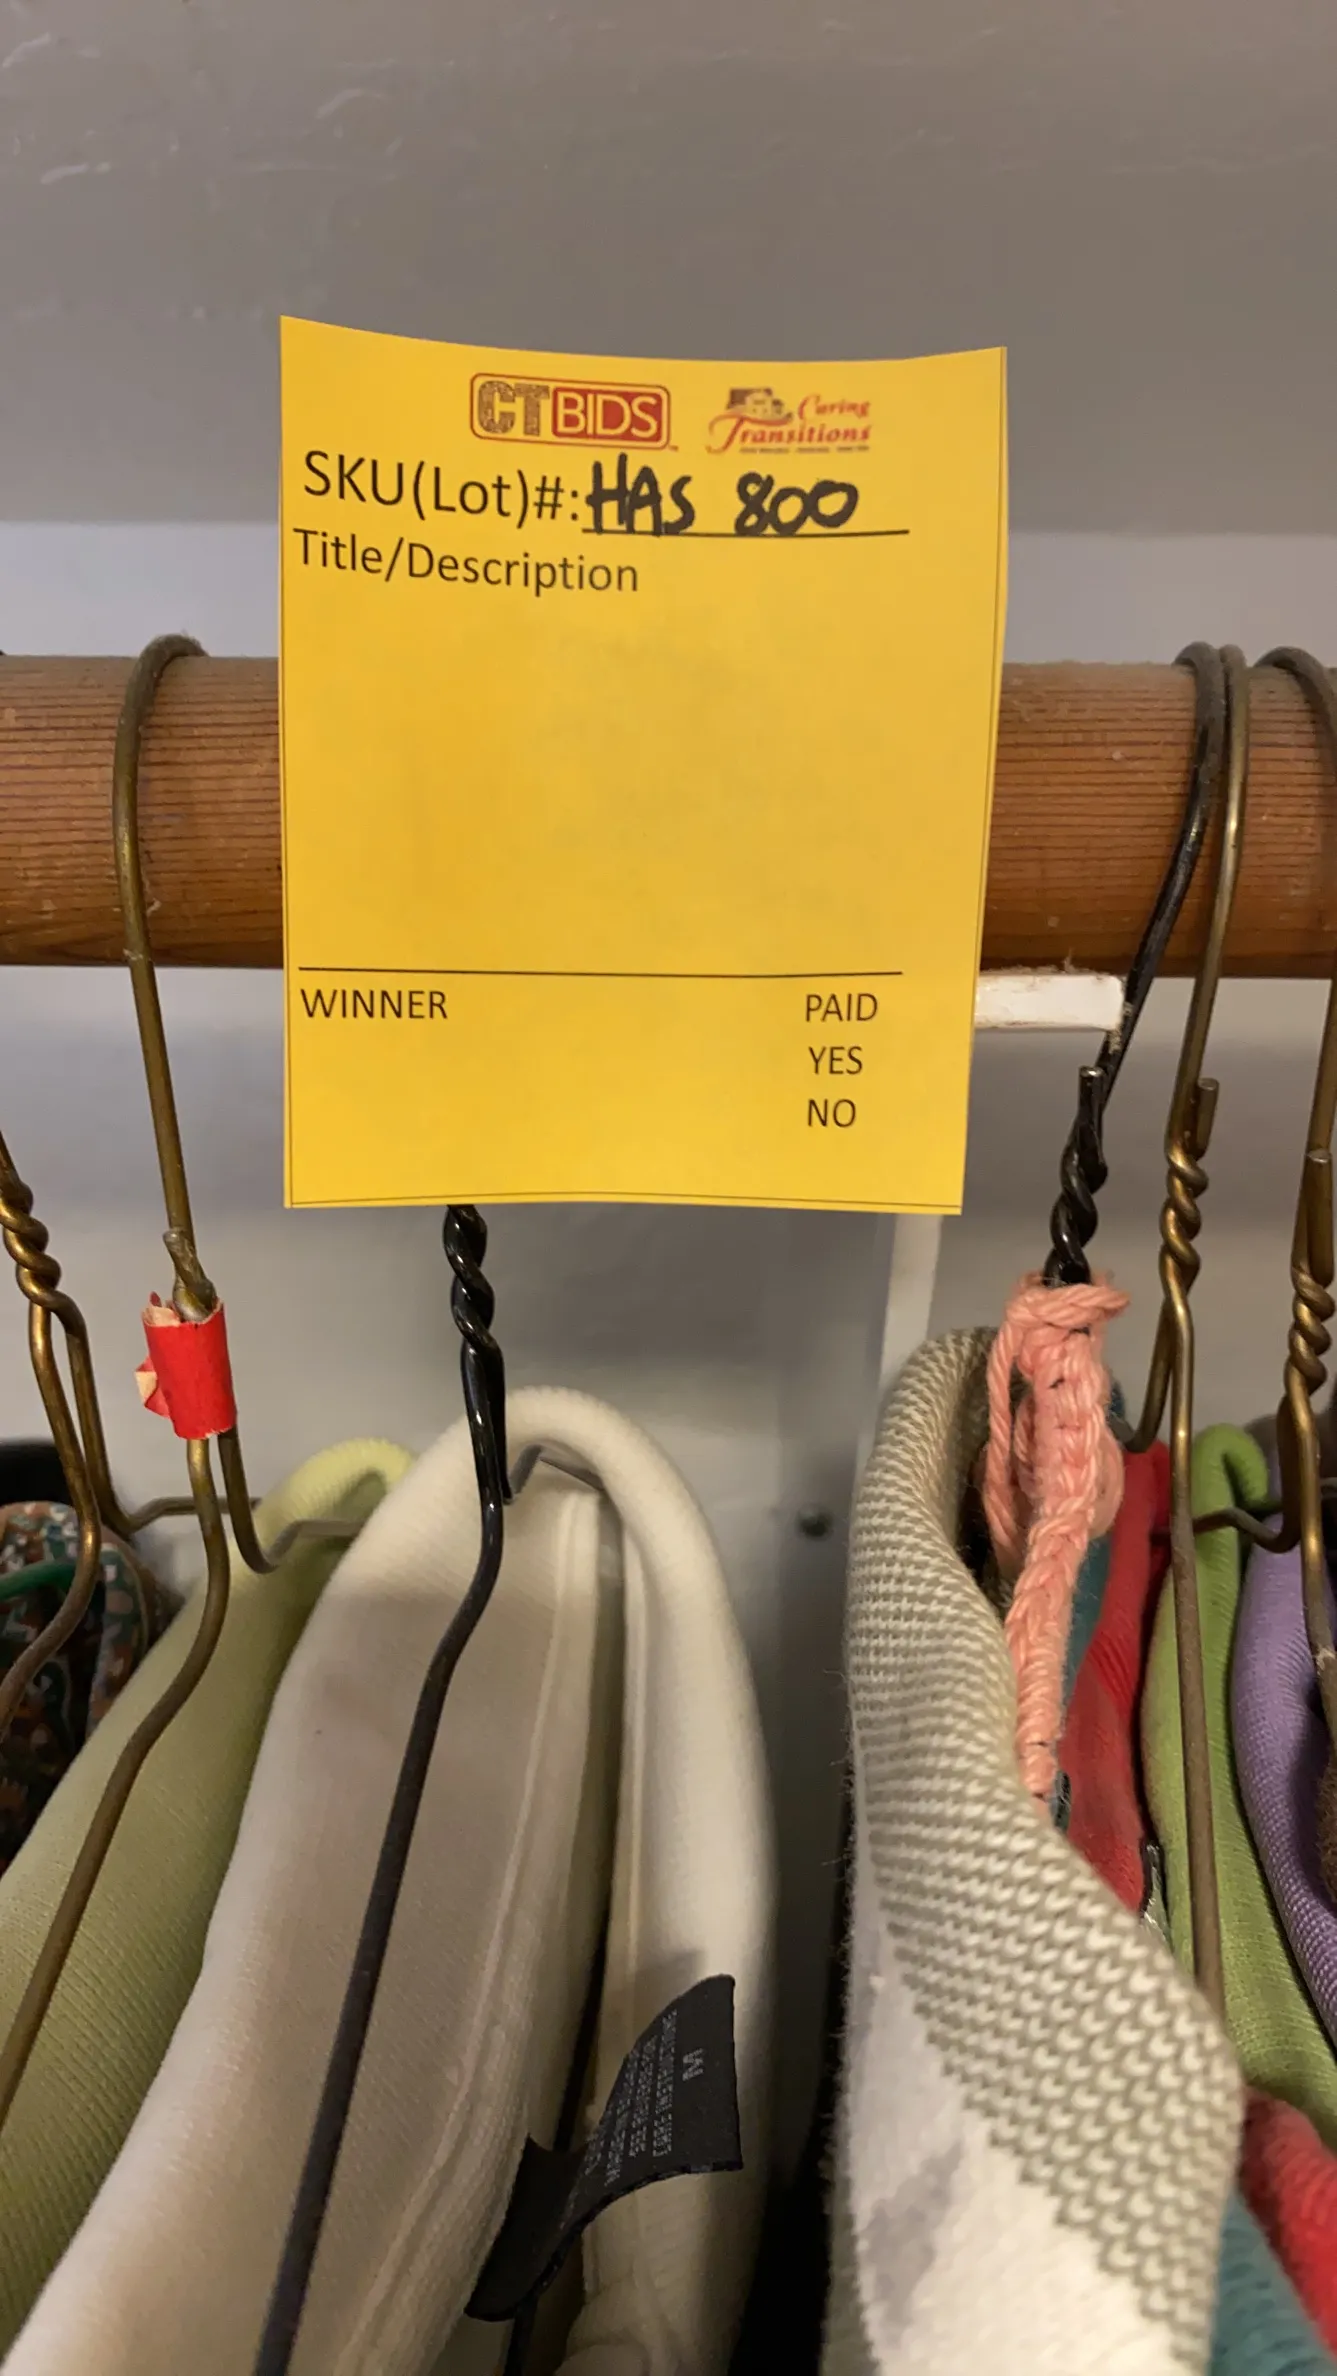 CTBIDS
Caring Transitions
SKU(Lot)#: HAS 800
Title/Description
WINNER
PAID
YES
NO
M